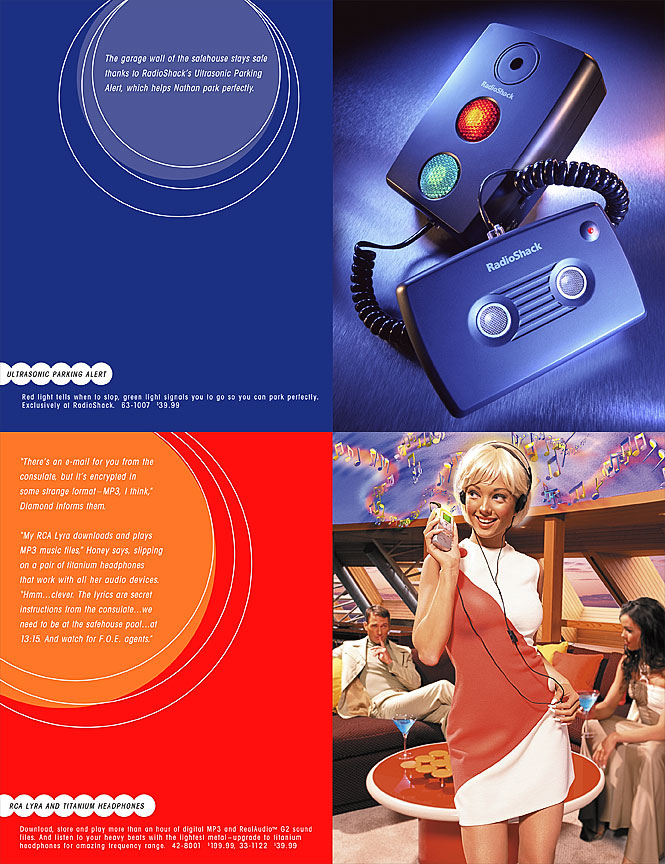 The garage wall of the safehouse stays safe
thanks to RadioShack's Ultrasonic Parking
Alert, which helps Nathan park perfectly.
RadioShack
RadioShack
ULTRASONIC PARKING ALERT
Red light tells when to stop, green light signals you to go so you can park perfectly.
Exclusively at RadioShack. 63-1007 $39.99
"There's an e-mail for you from the
consulate, but it's encrypted in
some strange format–MP3, I think,"
Diamond informs them.
"My RCA Lyra downloads and plays
MP3 music files," Honey says, slipping
on a pair of titanium headphones
that work with all her audio devices.
"Hmm...clever. The lyrics are secret
instructions from the consulate...we
need to be at the safehouse pool...at
13:15. And watch for F.O.E. agents."
RCA LYRA AND TITANIUM HEADPHONES
Download, store and play more than an hour of digital MP3 and RealAudio™ G2 sound
files. And listen to your heavy beats with the lightest metal–upgrade to titanium
headphones for amazing frequency range. 42-8001 $199.99, 33-1122 $39.99